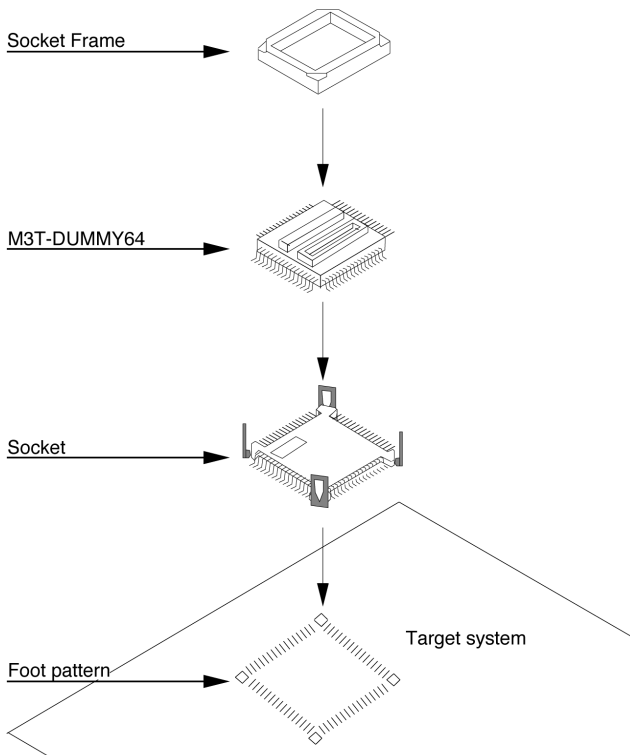 Socket Frame
M3T-DUMMY64
Socket
Target system
Foot pattern